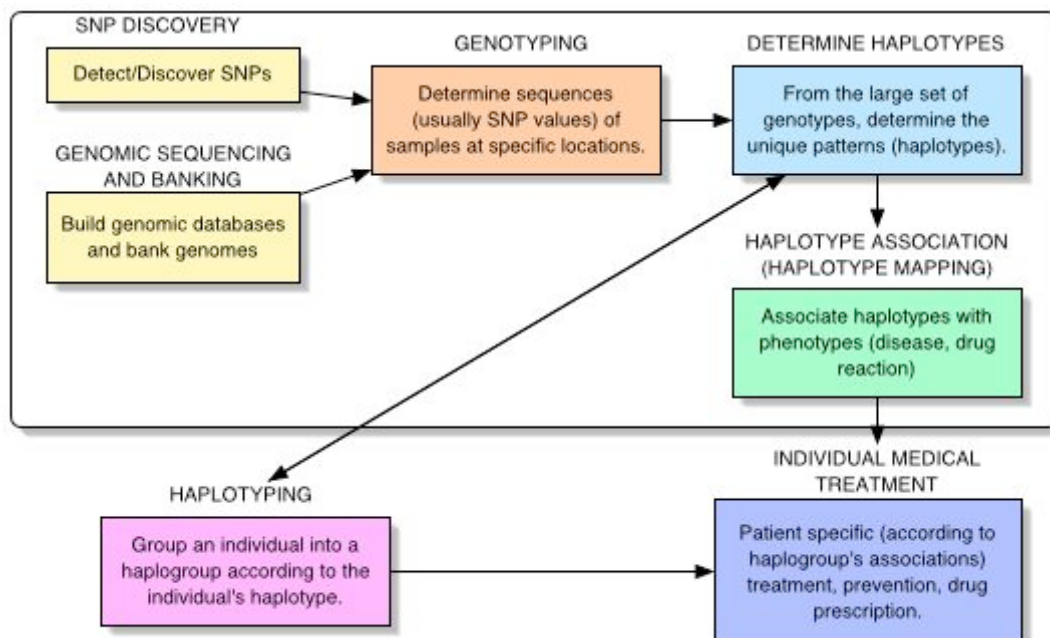 SNP DISCOVERY
Detect/Discover SNPs
GENOMIC SEQUENCING
AND BANKING
Build genomic databases
and bank genomes
GENOTYPING
Determine sequences
(usually SNP values) of
samples at specific locations.
DETERMINE HAPLOTYPES
From the large set of
genotypes, determine the
unique patterns (haplotypes).
HAPLOTYPE ASSOCIATION
(HAPLOTYPE MAPPING)
Associate haplotypes with
phenotypes (disease, drug
reaction)
HAPLOTYPING
Group an individual into a
haplogroup according to the
individual's haplotype.
INDIVIDUAL MEDICAL
TREATMENT
Patient specific (according to
haplogroup's associations)
treatment, prevention, drug
prescription.